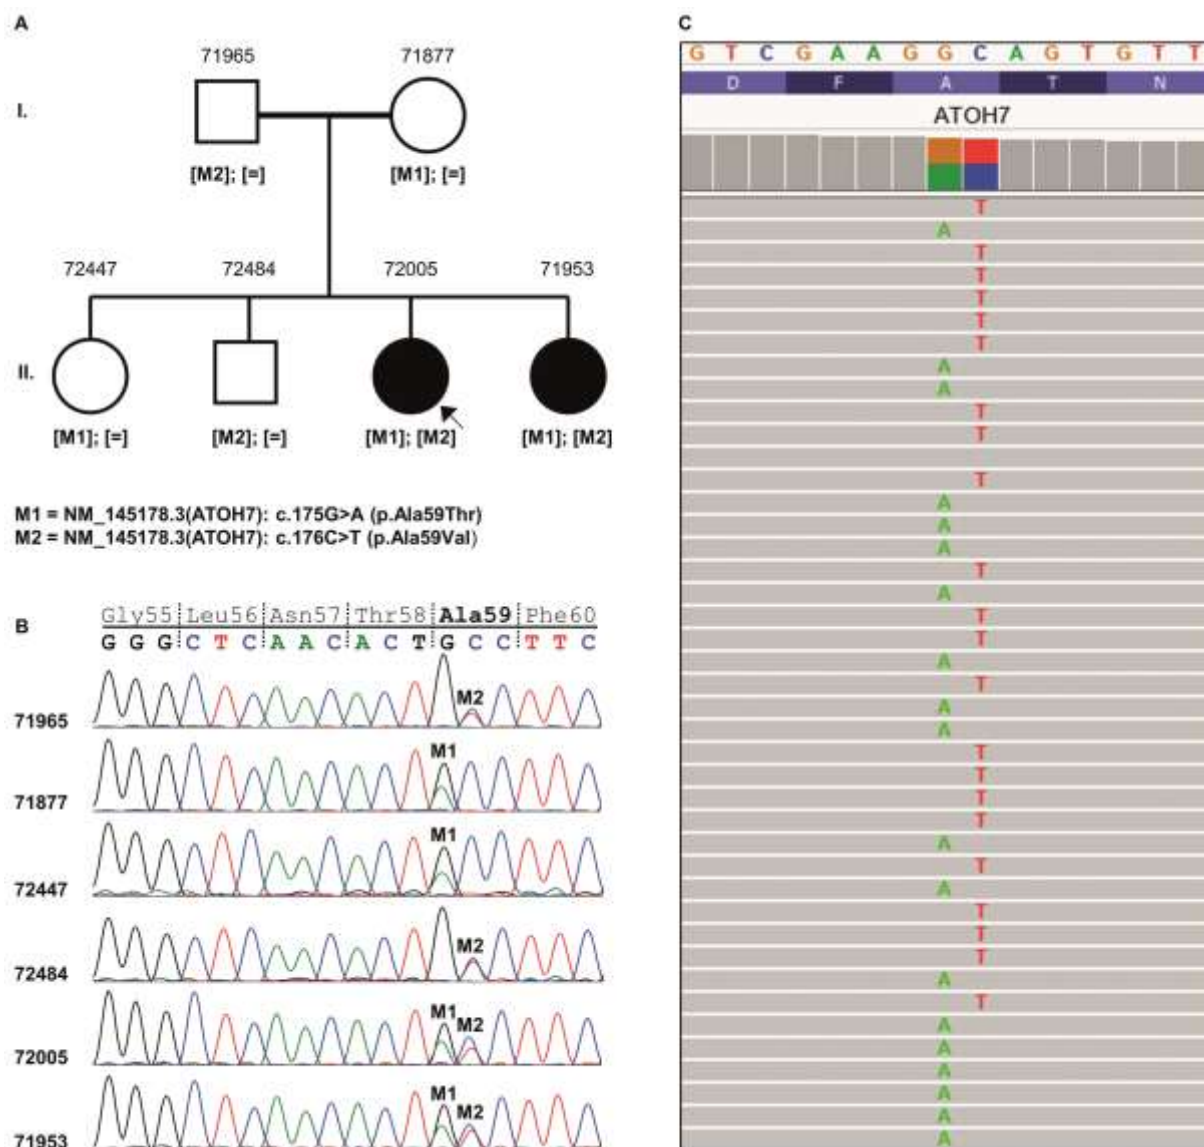 A
71965 71877
I.
[M2]; [=] [M1]; [=]
72447 72484 72005 71953
II.
[M1]; [=] [M2]; [=] [M1]; [M2] [M1]; [M2]
M1 = NM_145178.3(ATOH7): c.175G>A (p.Ala59Thr)
M2 = NM_145178.3(ATOH7): c.176C>T (p.Ala59Val)
B
Gly55 Leu56 Asn57 Thr58 Ala59 Phe60
G G G C T C A A C A C T G C C T T C
M2
71965
M1
71877
M1
72447
M2
72484
M1 M2
72005
M1 M2
71953
C
G T C G A A G G C A G T G T T
D F A T N
ATOH7
T
A
T
T
T
T
T
A
A
T
T
T
A
A
A
T
A
T
T
A
T
A
A
T
T
T
T
A
T
A
T
T
T
A
T
A
A
A
A
A
A